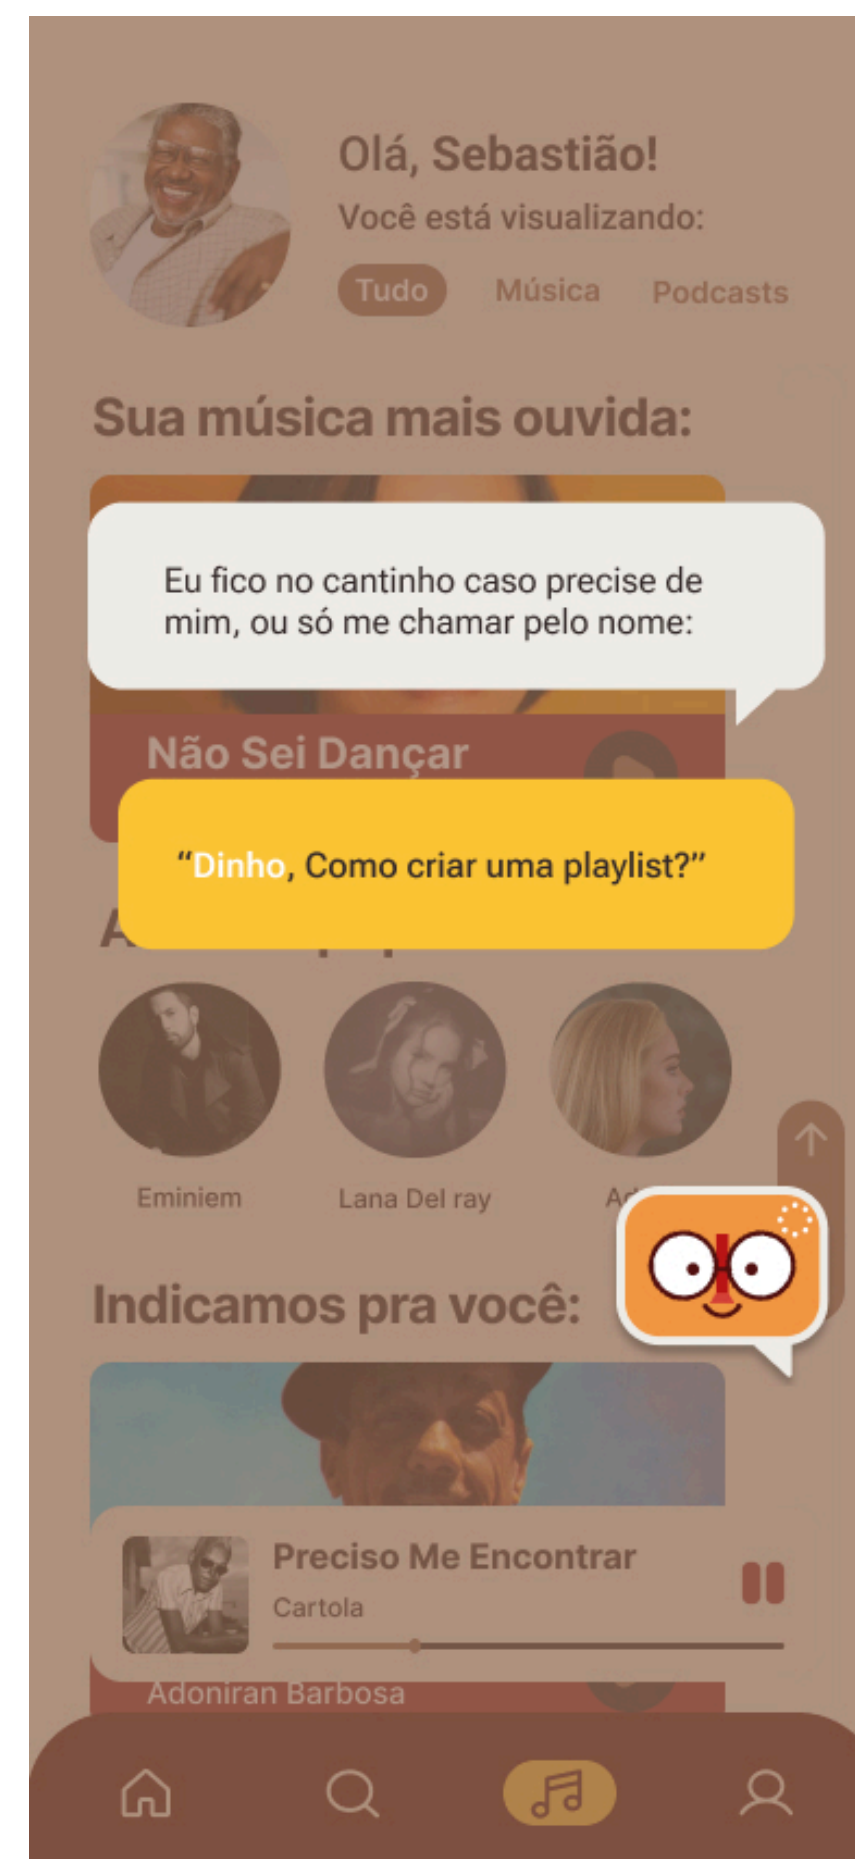 Olá, Sebastião!
Você está visualizando:
Tudo Música Podcasts
Sua música mais ouvida:
Eu fico no cantinho caso precise de
mim, ou só me chamar pelo nome:
Não Sei Dançar
“Dinho, Como criar uma playlist?”
Eminiem Lana Del ray
Indicamos pra você:
Preciso Me Encontrar
Cartola
Adoniran Barbosa